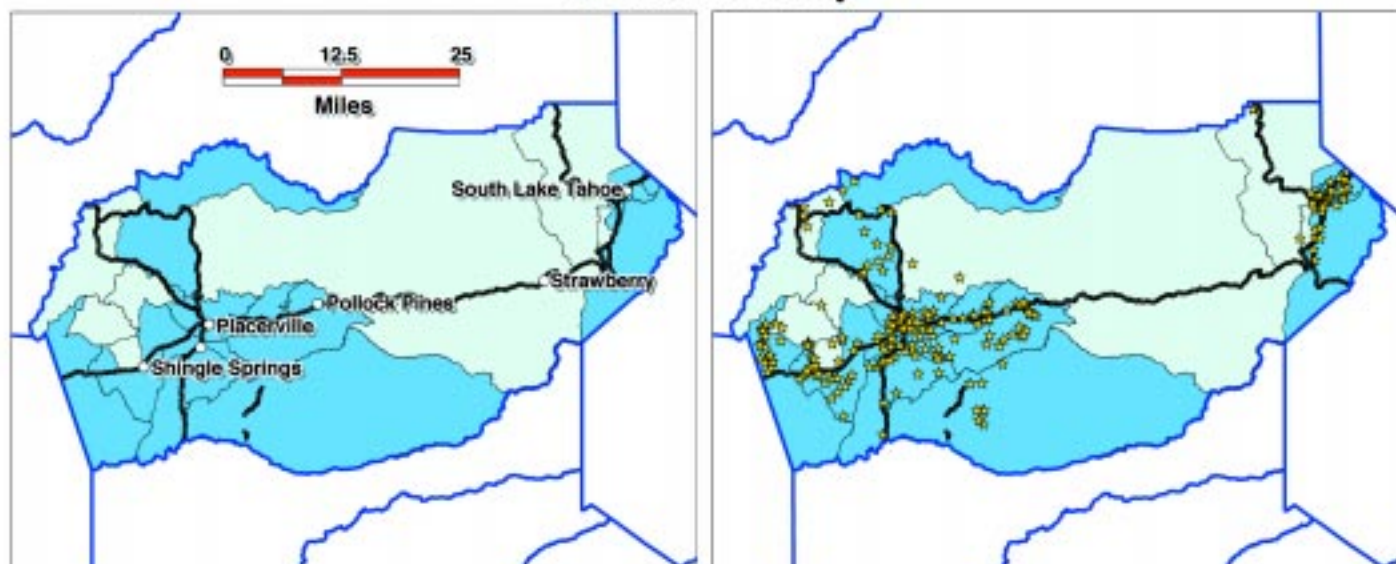 0 12.5 25
Miles
South Lake Tahoe
Strawberry
Pollock Pines
Placerville
Shingle Springs